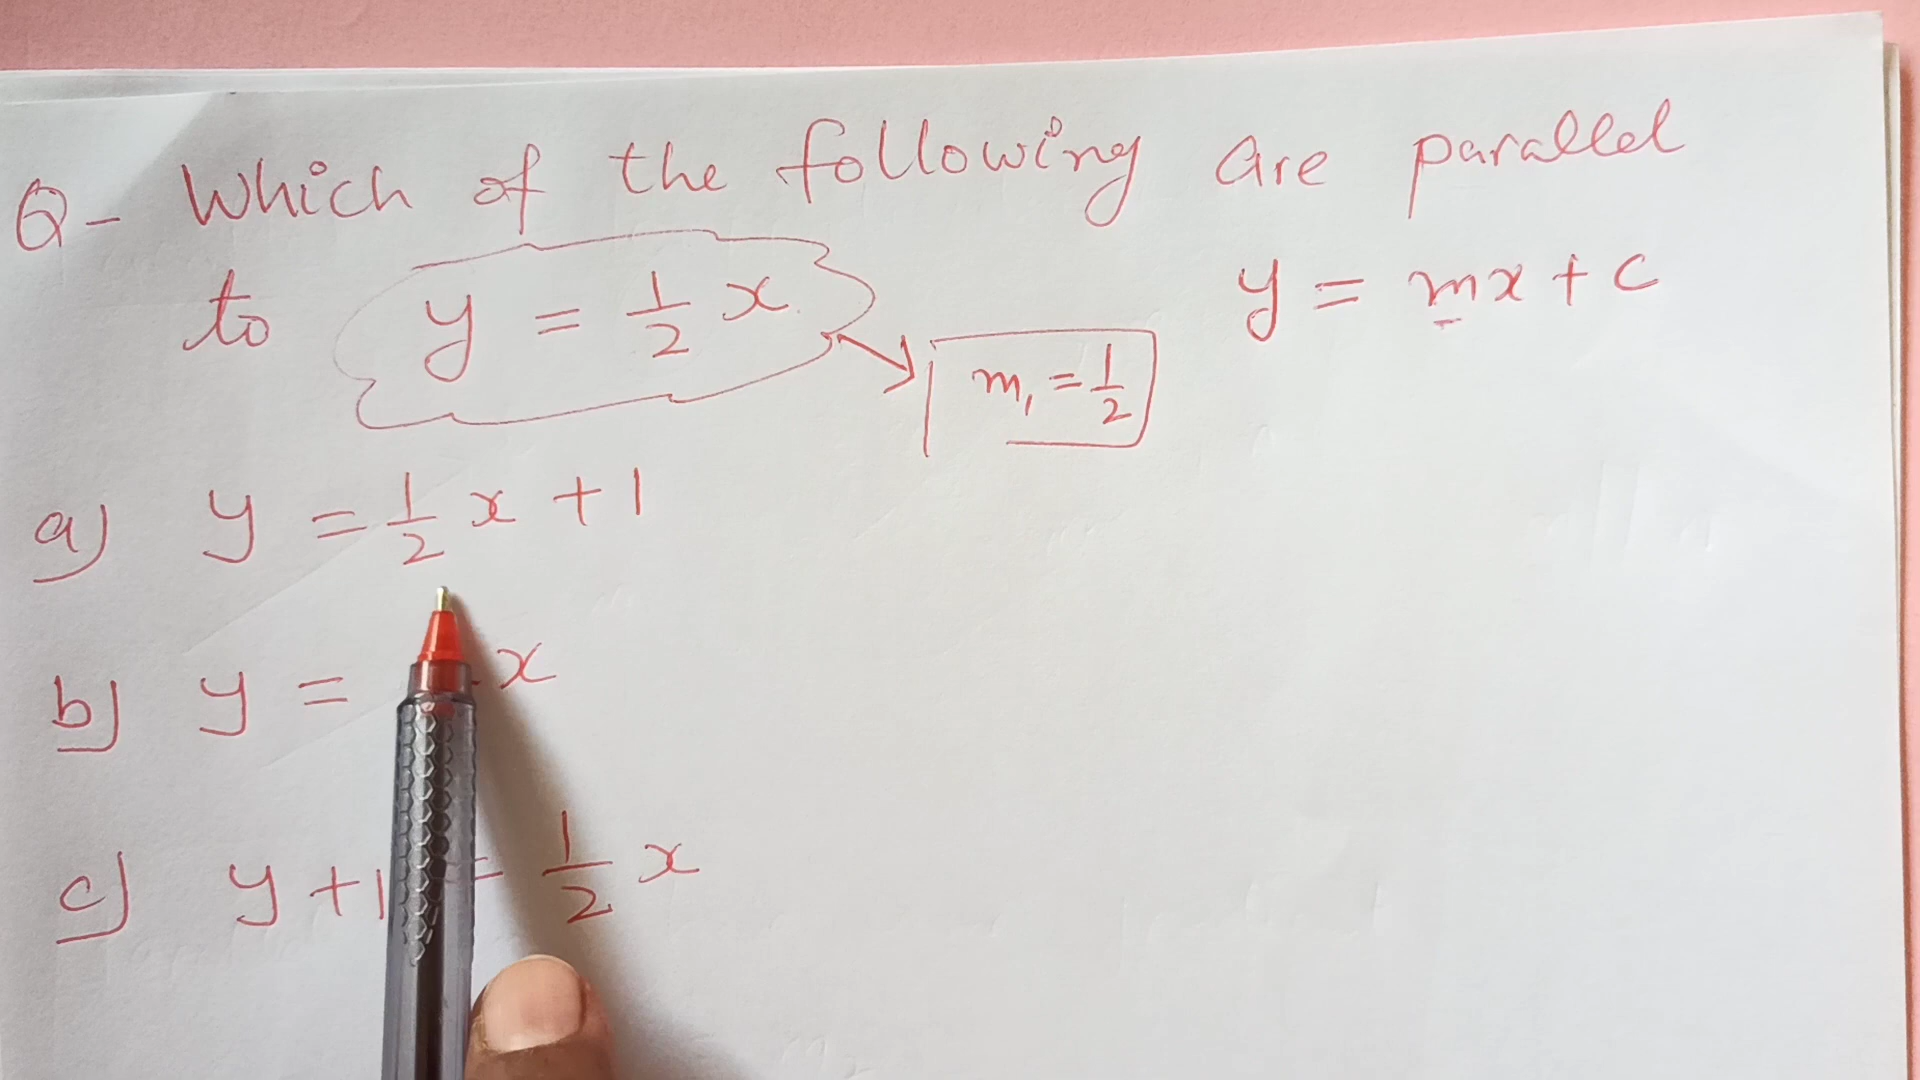 Q- Which of the following are parallel
to y = 1/2 x
y = mx + c
m₁ = 1/2
a) y = 1/2 x + 1
b) y = x
c) y + 1 = 1/2 x